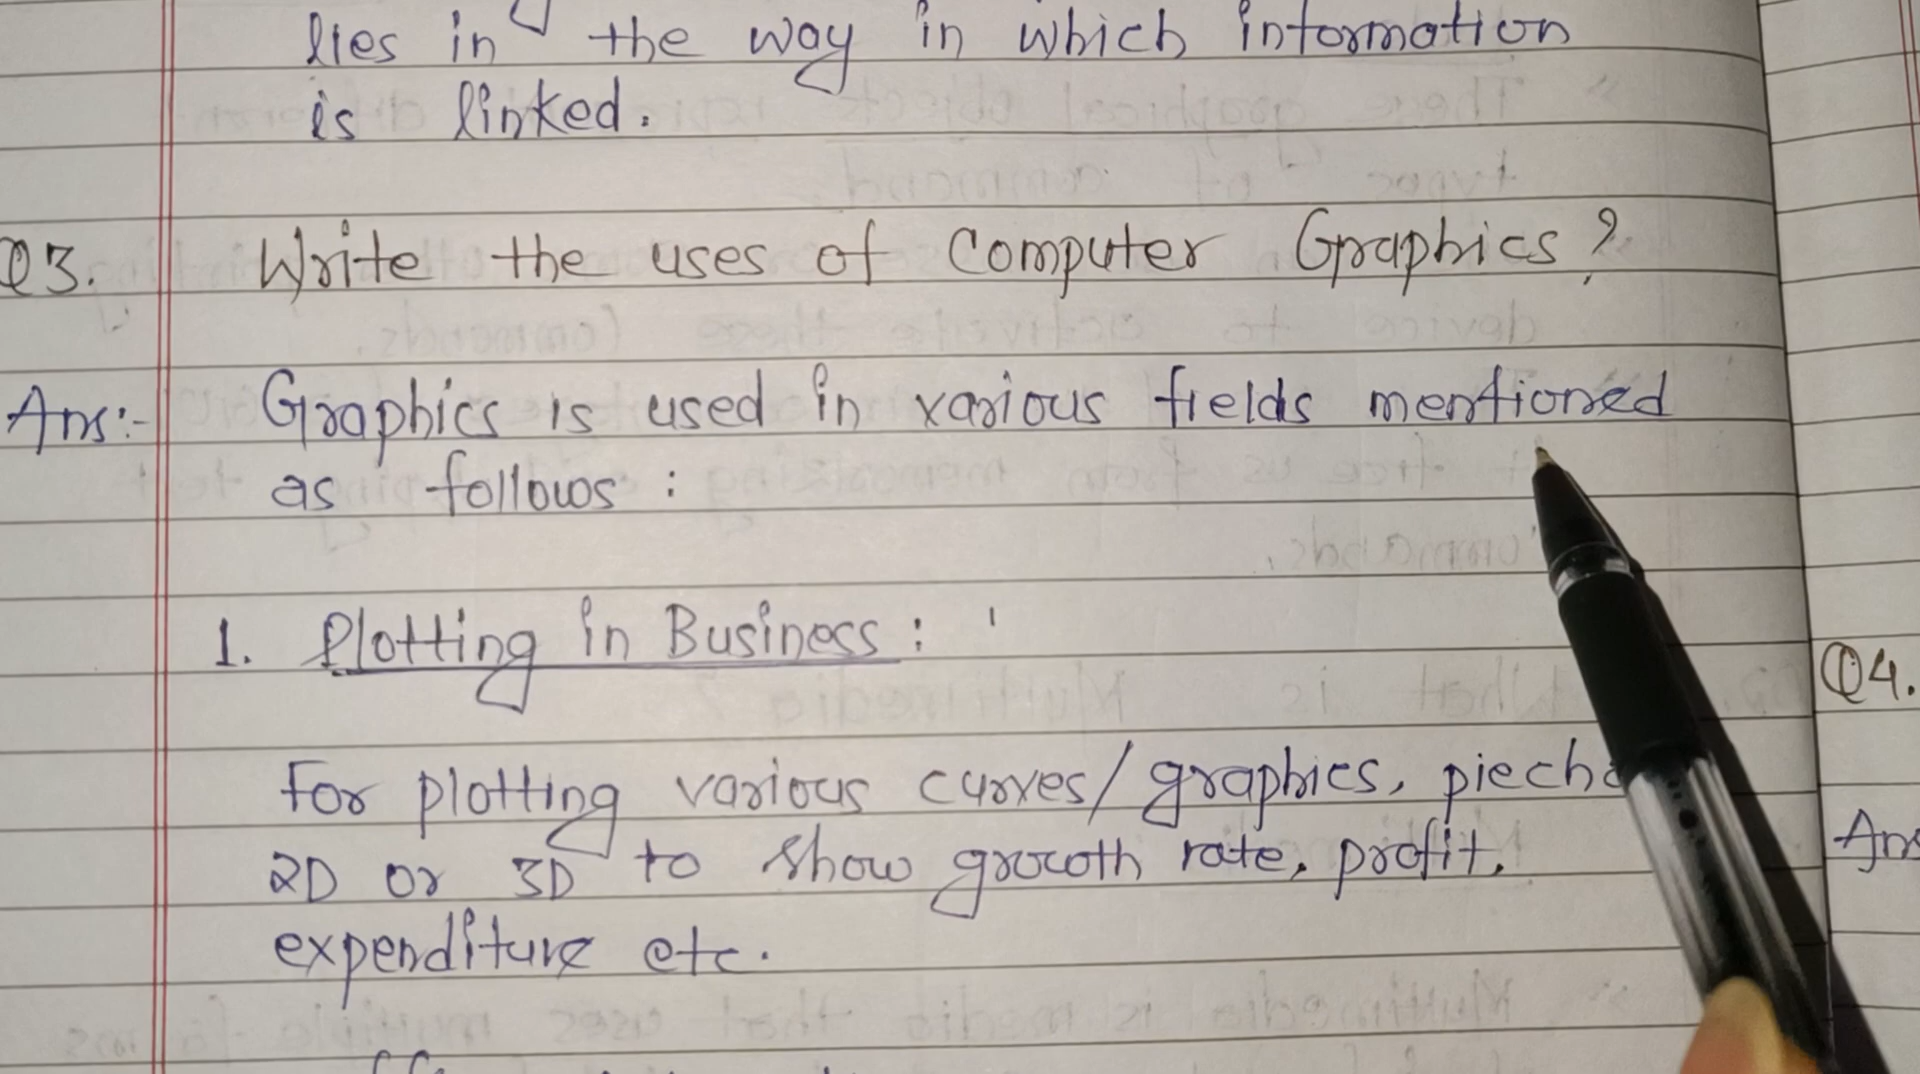 lies in the way in which information
is linked.
Q3. Write the uses of Computer Graphics?
Ans:- Graphics is used in various fields mentioned
as follows :
1. Plotting in Business :
For plotting various curves/graphics, piecha
2D or 3D to show growth rate, profit,
expenditure etc.
Q4.
Ans